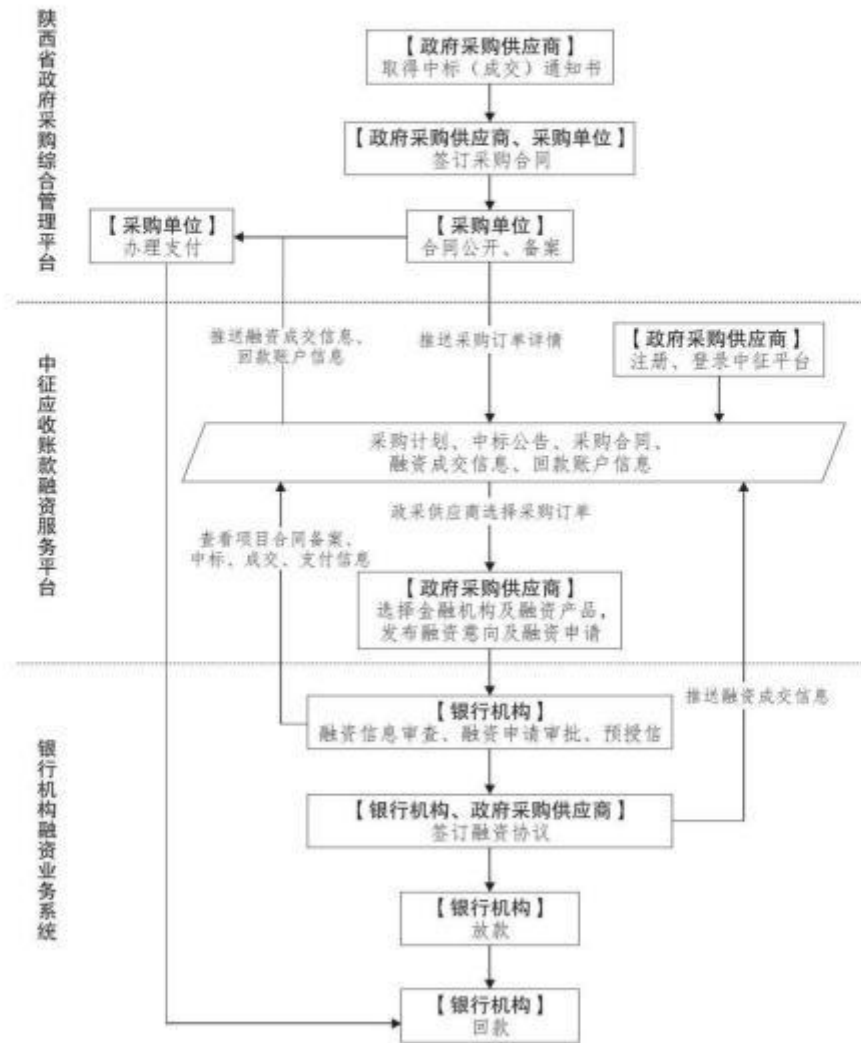 陕西省政府采购综合管理平台
【政府采购供应商】
取得中标（成交）通知书
【政府采购供应商、采购单位】
签订采购合同
【采购单位】
办理支付
【采购单位】
合同公开、备案
中征应收账款融资服务平台
推送融资成交信息、
回款账户信息
推送采购订单详情
【政府采购供应商】
注册、登录中征平台
采购计划、中标公告、采购合同、
融资成交信息、回款账户信息
查看项目合同备案、
中标、成交、支付信息
政采供应商选择采购订单
【政府采购供应商】
选择金融机构及融资产品，
发布融资意向及融资申请
银行机构融资业务系统
【银行机构】
融资信息审查、融资申请审批、预授信
推送融资成交信息
【银行机构、政府采购供应商】
签订融资协议
【银行机构】
放款
【银行机构】
回款